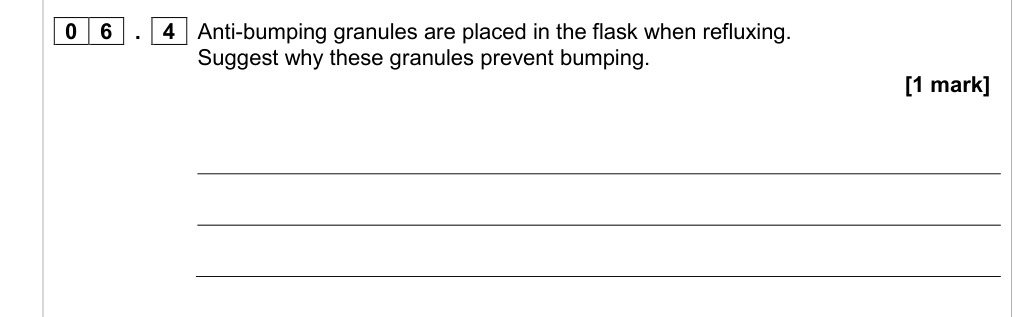 0 6 . 4 Anti-bumping granules are placed in the flask when refluxing.
Suggest why these granules prevent bumping.
[1 mark]